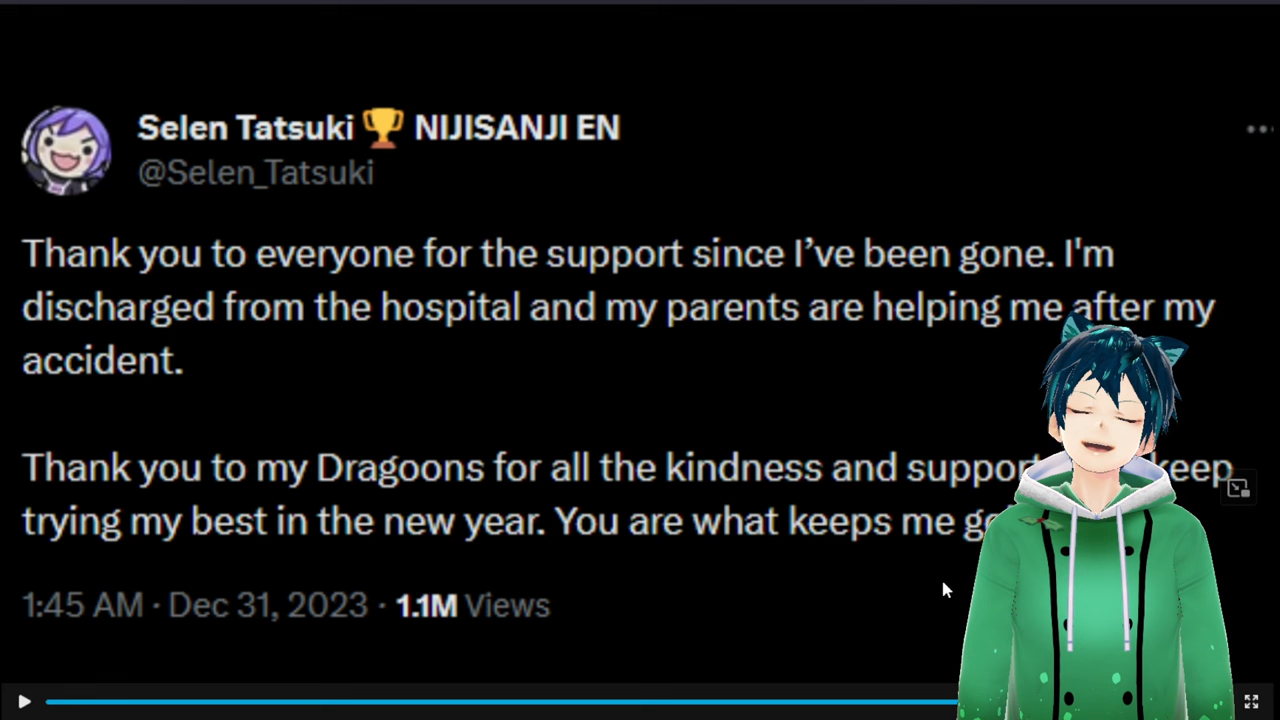 Selen Tatsuki 🏆 NIJISANJI EN
@Selen_Tatsuki
Thank you to everyone for the support since I’ve been gone. I'm
discharged from the hospital and my parents are helping me after my
accident.
Thank you to my Dragoons for all the kindness and support keep
trying my best in the new year. You are what keeps me
1:45 AM · Dec 31, 2023 · 1.1M Views